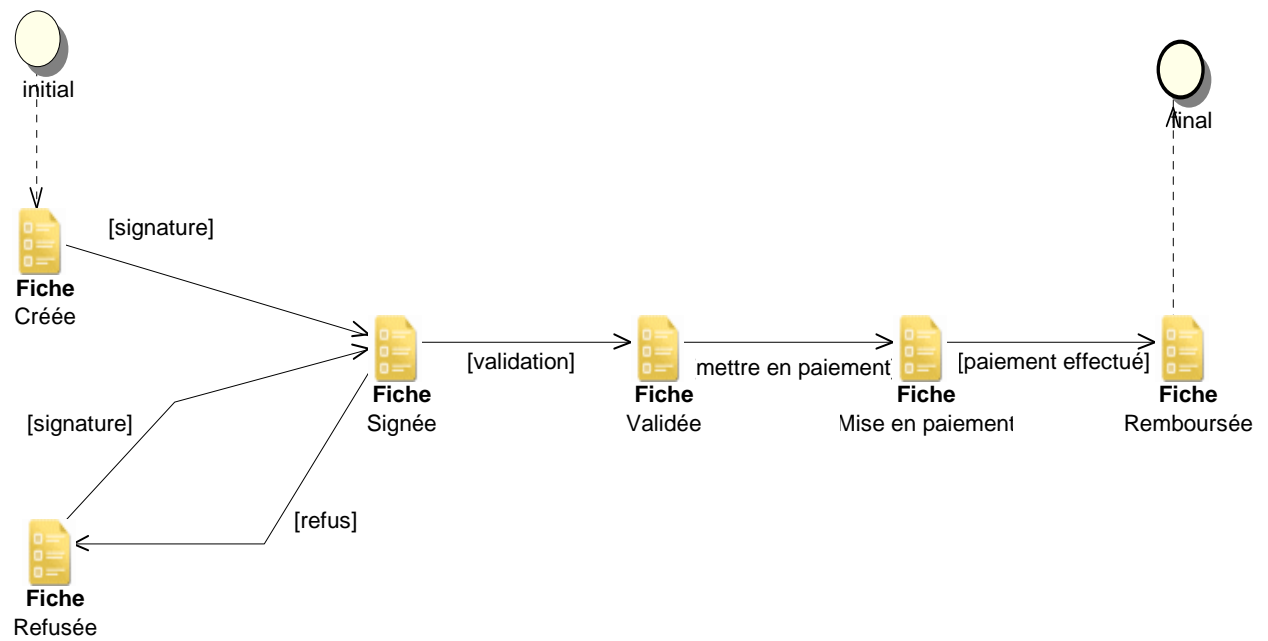 initial
final
[signature]
Fiche
Créée
[validation]
mettre en paiement
[paiement effectué]
Fiche
Signée
Fiche
Validée
Fiche
Mise en paiement
Fiche
Remboursée
[signature]
[refus]
Fiche
Refusée